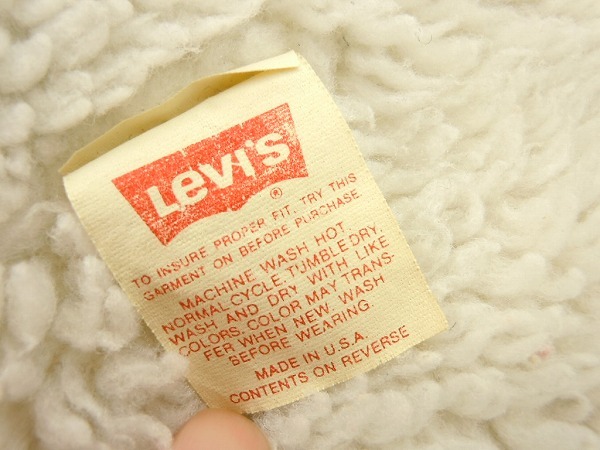 Levi's
®
TO INSURE PROPER FIT, TRY THIS
GARMENT ON BEFORE PURCHASE.
MACHINE WASH HOT,
NORMAL CYCLE, TUMBLE DRY.
WASH AND DRY WITH LIKE
COLORS. COLOR MAY TRANS-
FER WHEN NEW. WASH
BEFORE WEARING
MADE IN U.S.A.
CONTENTS ON REVERSE